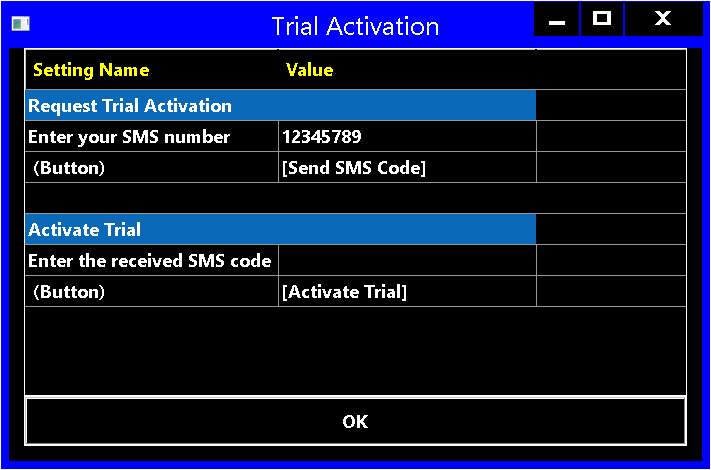 Trial Activation
Setting Name Value
Request Trial Activation
Enter your SMS number 12345789
(Button) [Send SMS Code]
Activate Trial
Enter the received SMS code
(Button) [Activate Trial]
OK